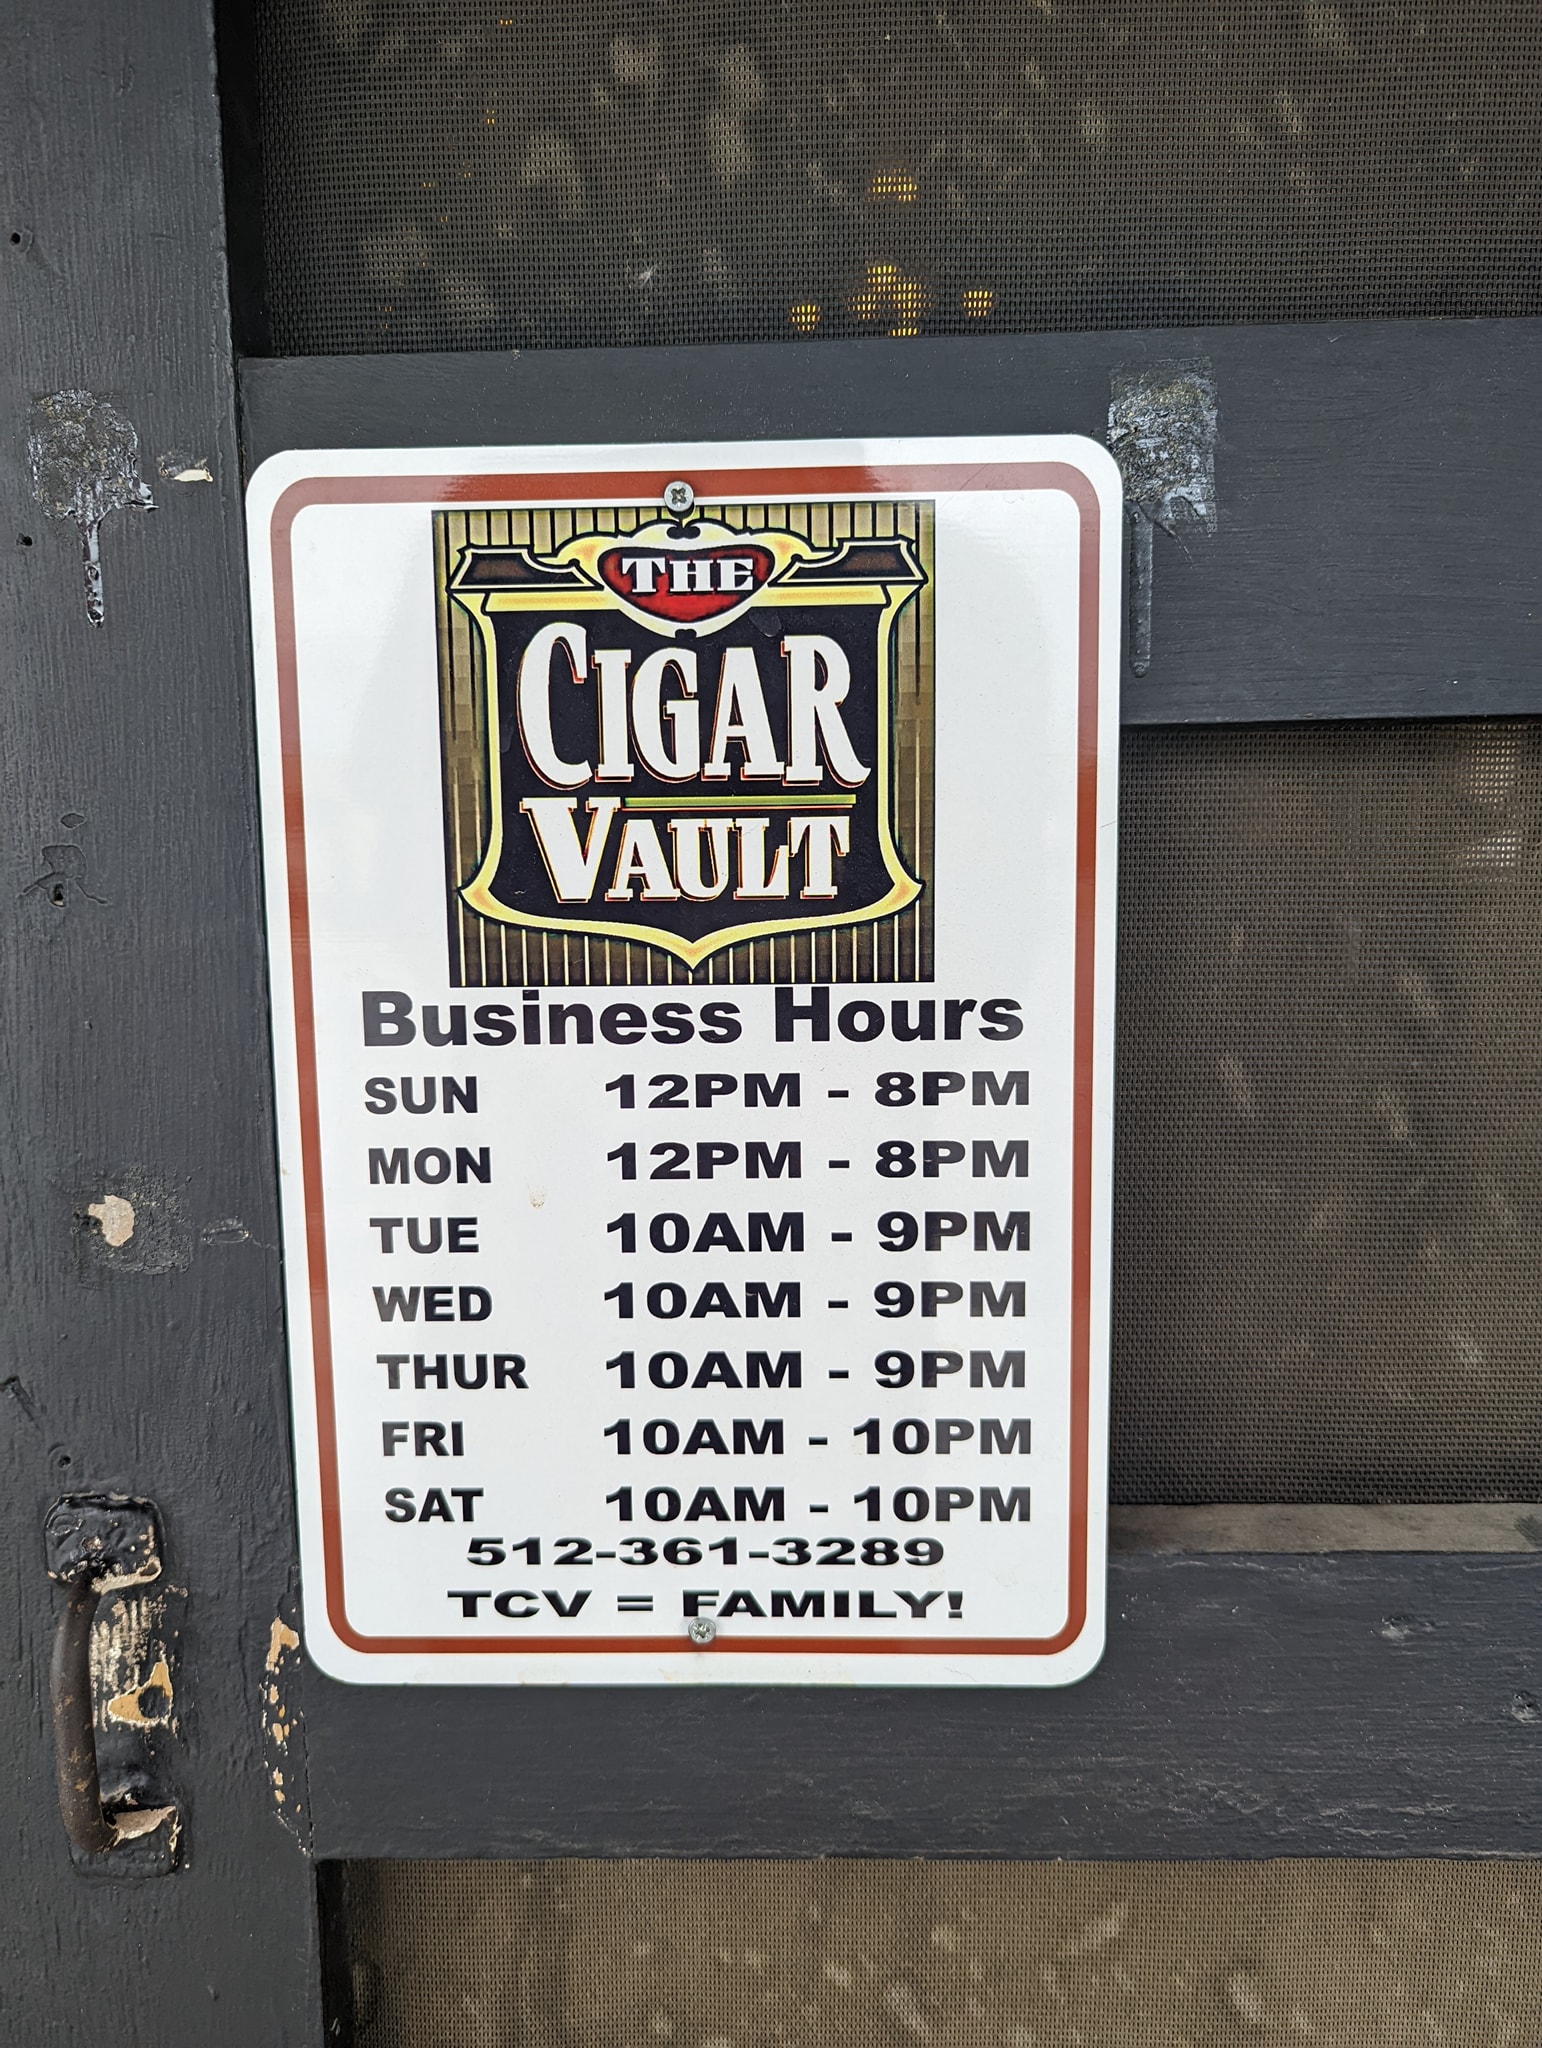 THE
CIGAR
VAULT
Business Hours
SUN 12PM - 8PM
MON 12PM - 8PM
TUE 10AM - 9PM
WED 10AM - 9PM
THUR 10AM - 9PM
FRI 10AM - 10PM
SAT 10AM - 10PM
512-361-3289
TCV = FAMILY!